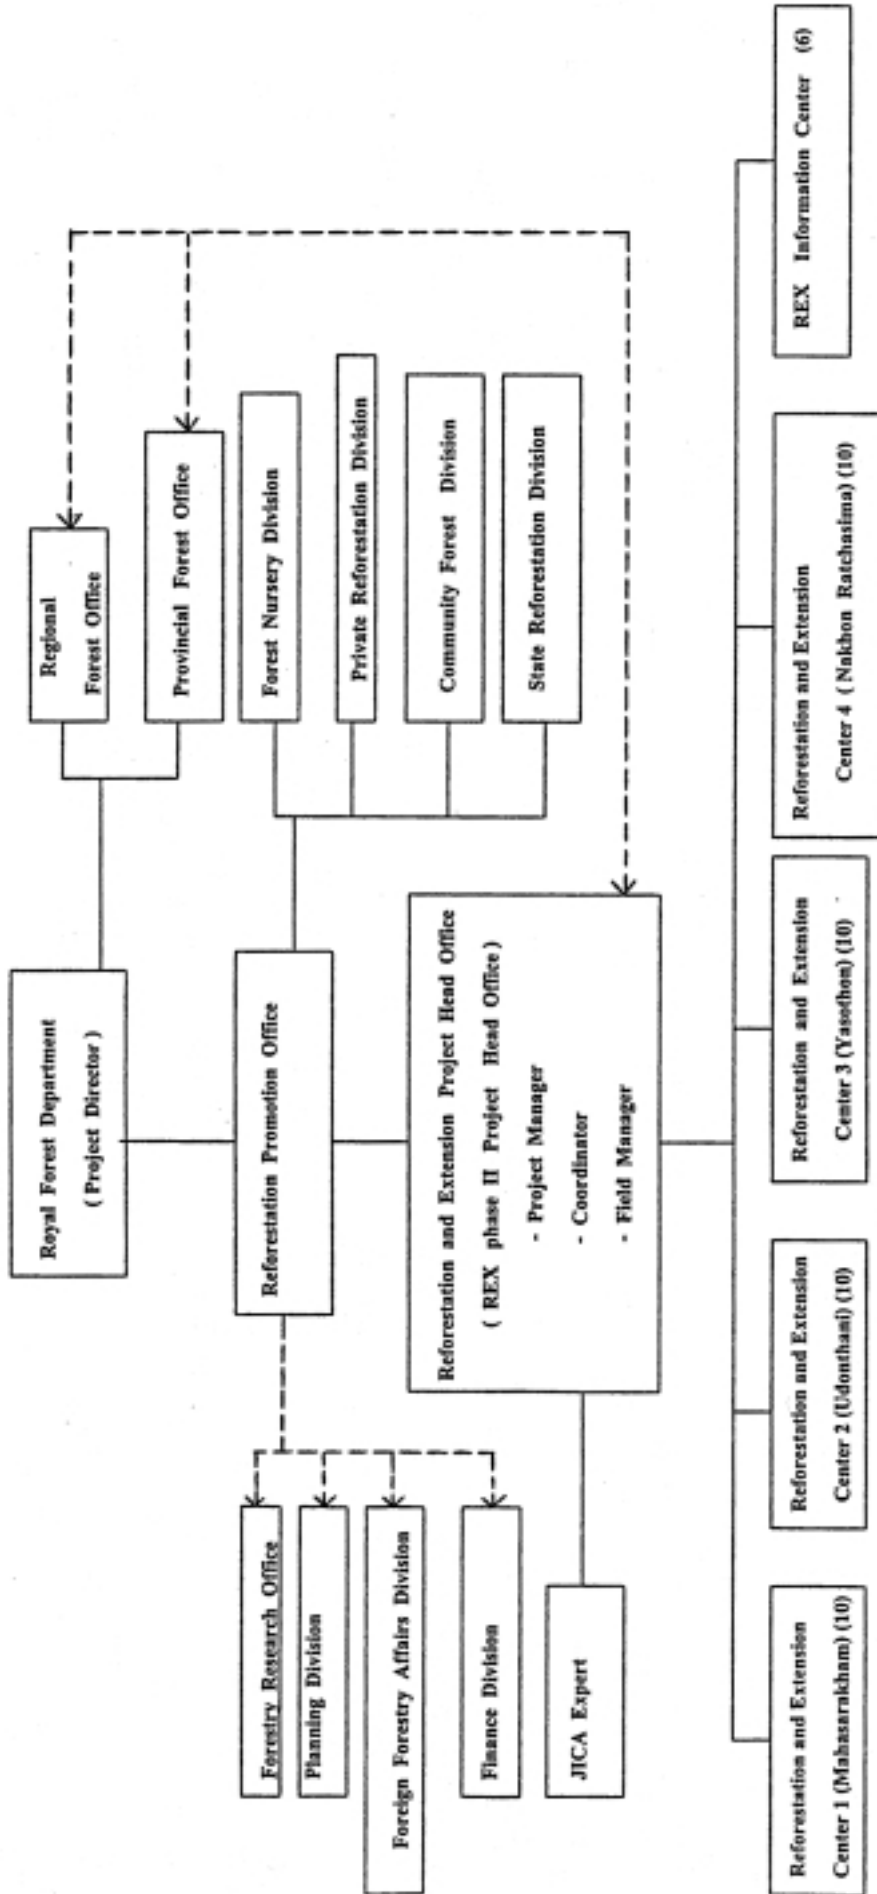 Royal Forest Department
( Project Director )
Regional
Forest Office
Provincial Forest Office
Reforestation Promotion Office
Forest Nursery Division
Private Reforestation Division
Community Forest Division
State Reforestation Division
Forestry Research Office
Planning Division
Foreign Forestry Affairs Division
Finance Division
JICA Expert
Reforestation and Extension Project Head Office
( REX phase II Project Head Office )
- Project Manager
- Coordinator
- Field Manager
Reforestation and Extension
Center 1 (Mahasarakham) (10)
Reforestation and Extension
Center 2 (Udonthani) (10)
Reforestation and Extension
Center 3 (Yasothon) (10)
Reforestation and Extension
Center 4 ( Nakhon Ratchasima) (10)
REX Information Center (6)